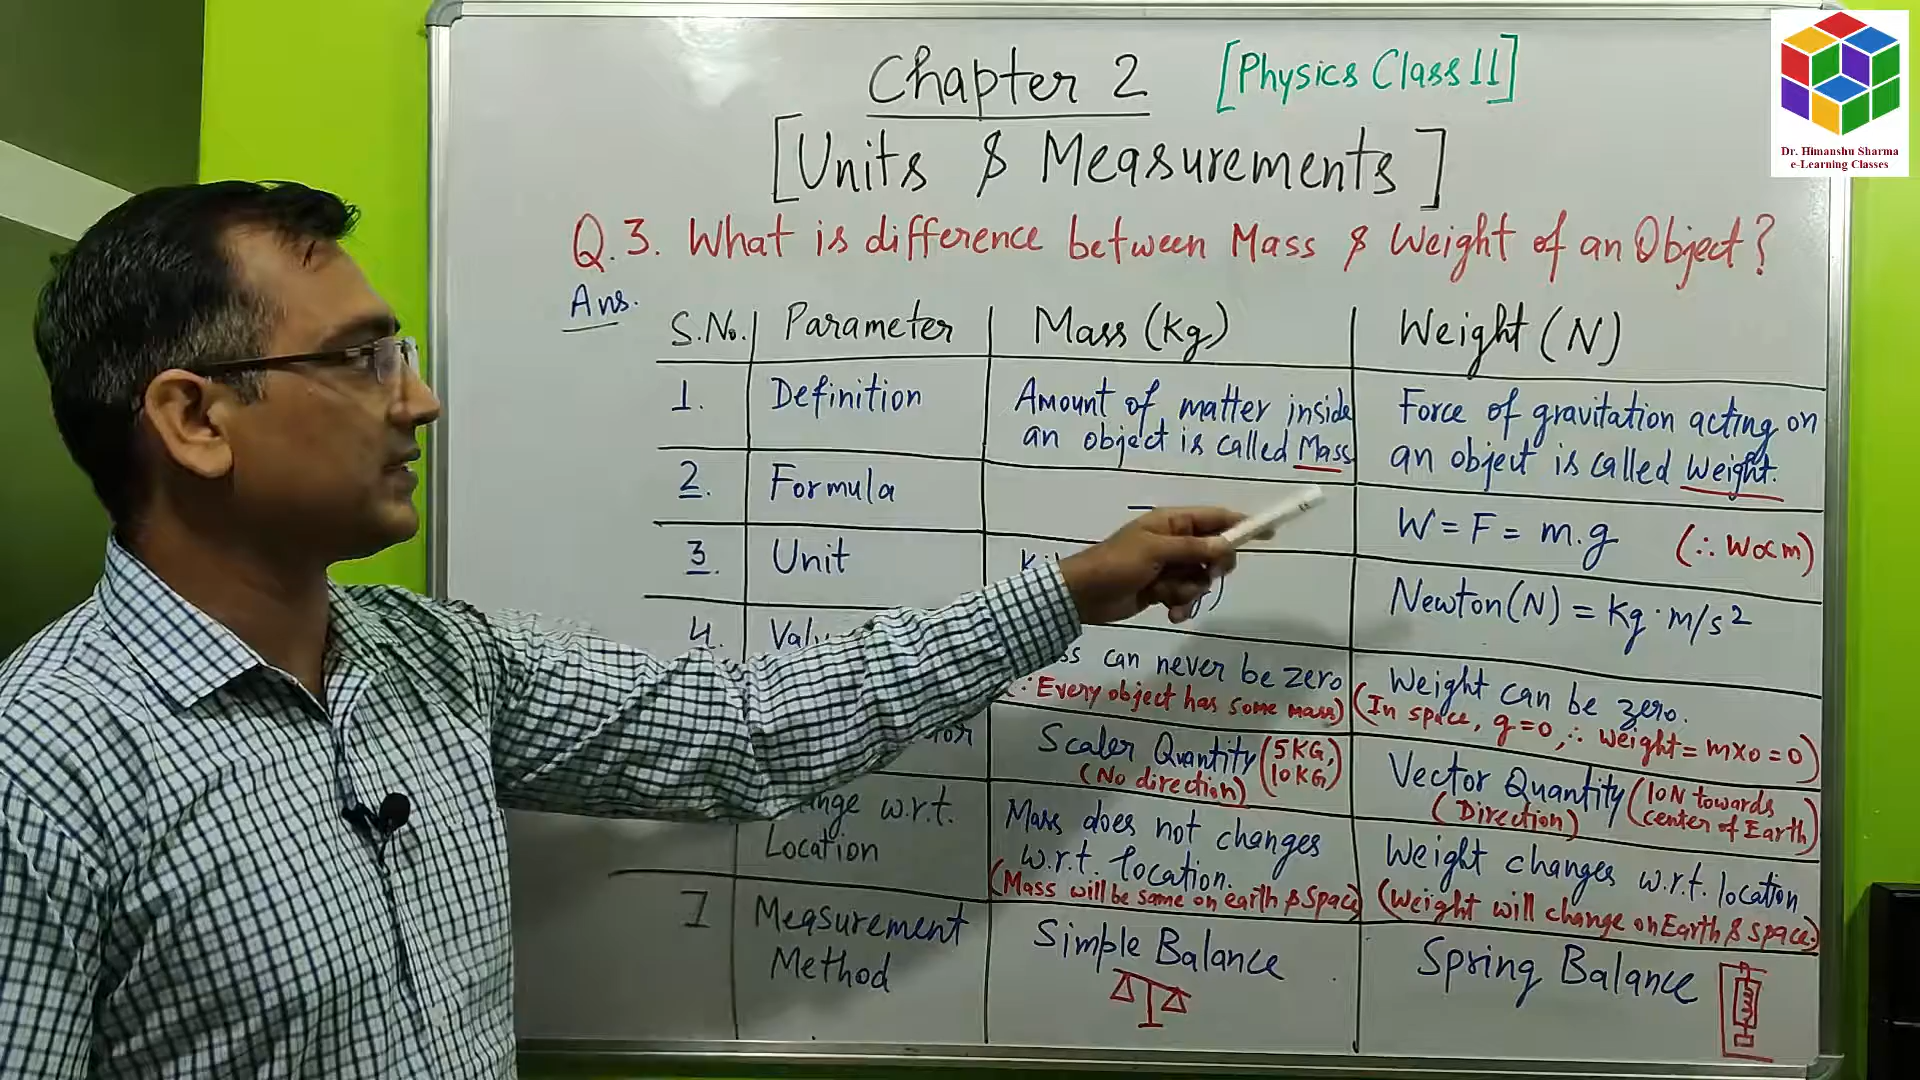 Chapter 2 [Physics Class 11]
[Units & Measurements]
Q.3. What is difference between Mass & Weight of an Object?
Ans.
S.No. Parameter Mass (Kg) Weight (N)
1. Definition
Amount of matter inside
an object is called Mass
Force of gravitation acting on
an object is called Weight.
2. Formula
—
W = F = m.g (∴ W∝m)
3. Unit
Newton(N) = Kg·m/s²
4.
can never be zero
(∵ Every object has some mass)
Weight can be zero.
(In space, g=0, ∴ Weight = m×0 = 0)
Scaler Quantity (5KG, 10KG)
(No direction)
Vector Quantity (10N towards center of Earth)
(Direction)
w.r.t.
Location
Mass does not changes
w.r.t. location.
(Mass will be same on earth & Space)
Weight changes w.r.t. location
(Weight will change on Earth & space.)
7 Measurement
Method
Simple Balance
Spring Balance
Dr. Himanshu Sharma
e-Learning Classes